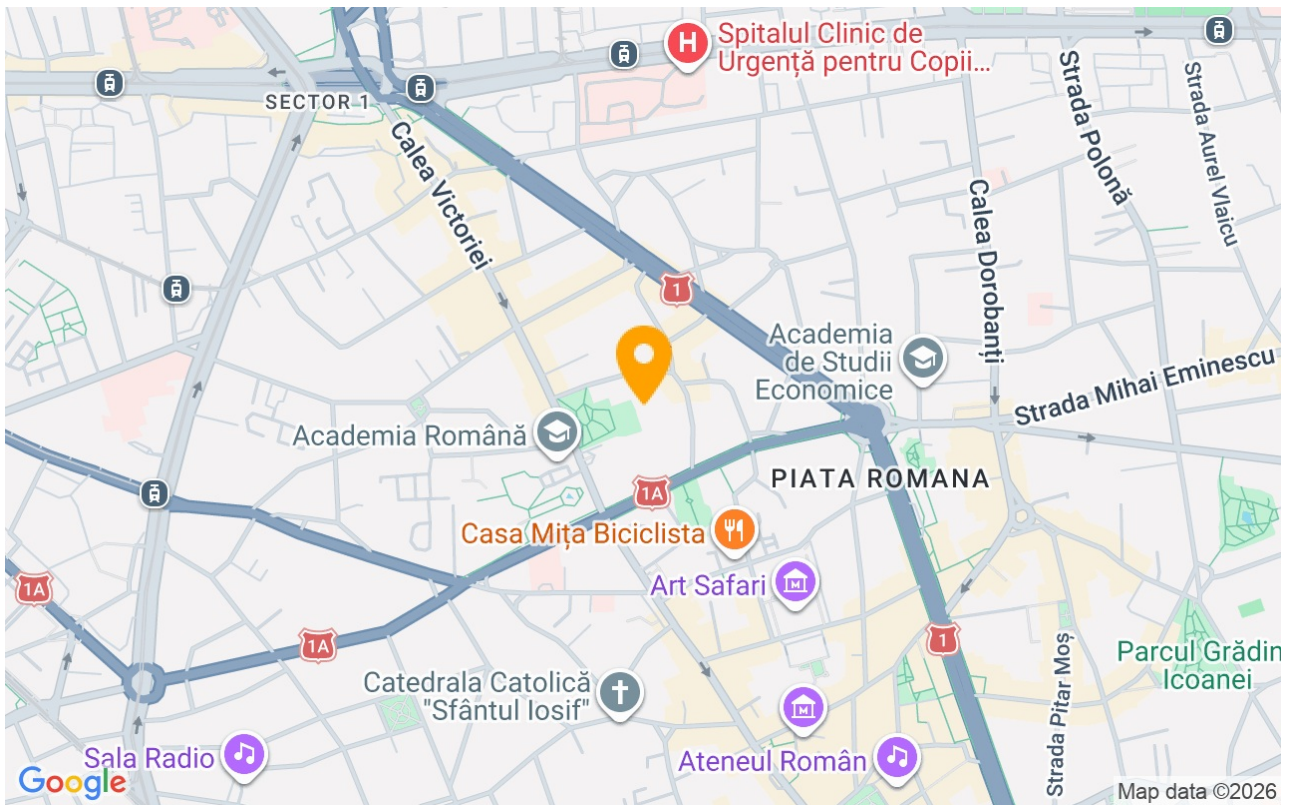 Spitalul Clinic de
Urgență pentru Copii...
SECTOR 1
Calea Victoriei
Strada Polonă
Strada Aurel Vlaicu
Calea Dorobanți
1
Academia
de Studii
Economice
Strada Mihai Eminescu
Academia Română
1A
PIATA ROMANA
Casa Mița Biciclista
Art Safari
1A
1A
1
Strada Pitar Moș
Parcul Grădin
Icoanei
Catedrala Catolică
"Sfântul Iosif"
Sala Radio
Ateneul Român
Google
Map data ©2026
H
M
M